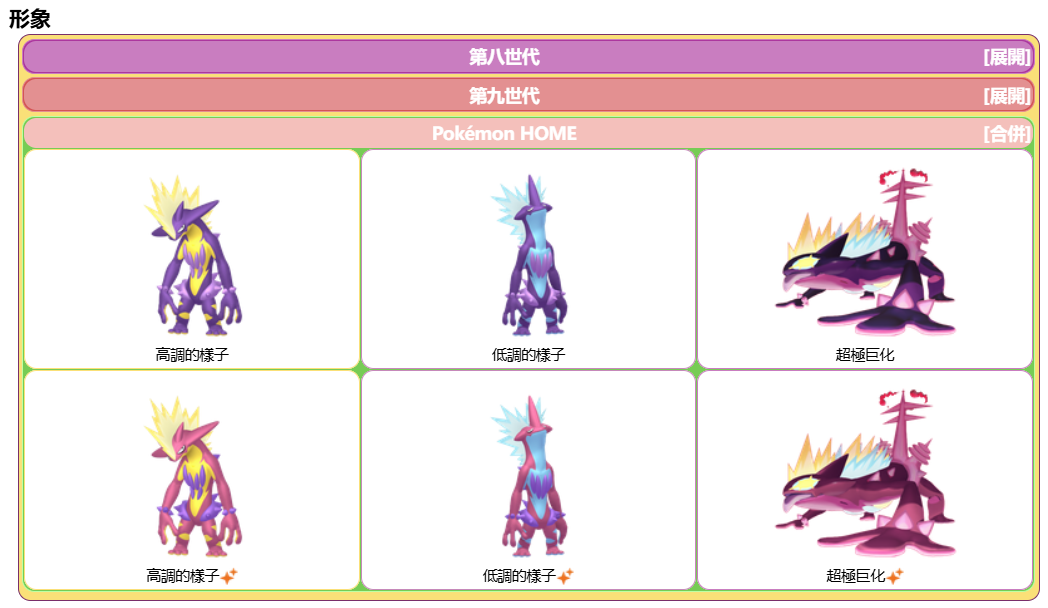 形象
第八世代 [展開]
第九世代 [展開]
Pokémon HOME [合併]
高調的樣子 低調的樣子 超極巨化
高調的樣子 低調的樣子 超極巨化